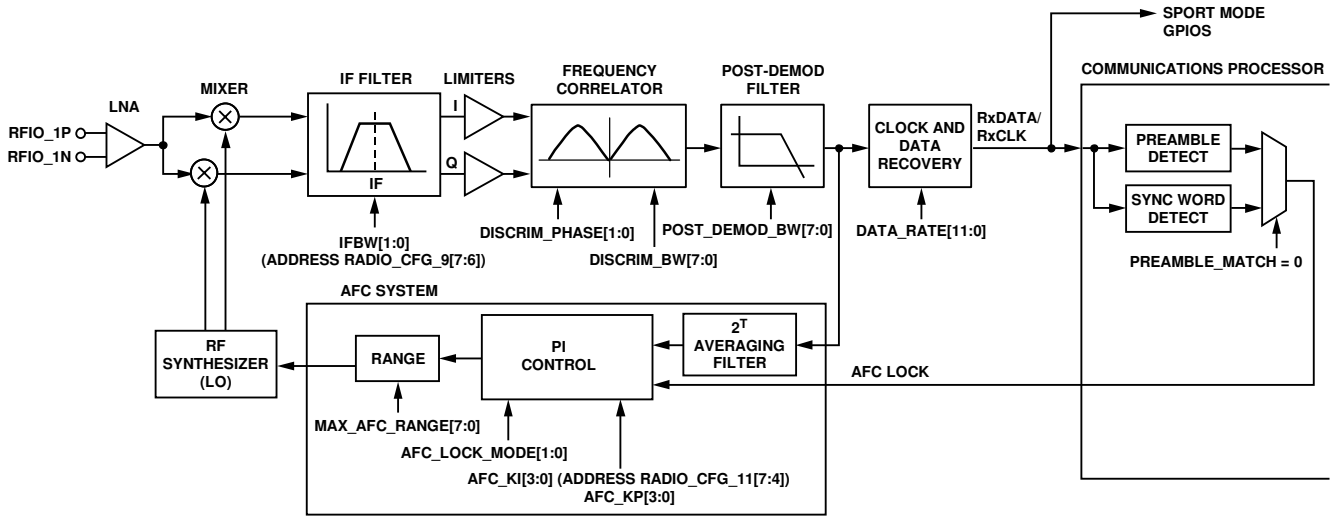 SPORT MODE
GPIOS
COMMUNICATIONS PROCESSOR
LNA
MIXER
IF FILTER
LIMITERS
FREQUENCY
CORRELATOR
POST-DEMOD
FILTER
RFIO_1P
RFIO_1N
IF
I
Q
CLOCK AND
DATA
RECOVERY
RxDATA/
RxCLK
PREAMBLE
DETECT
SYNC WORD
DETECT
PREAMBLE_MATCH = 0
IFBW[1:0]
(ADDRESS RADIO_CFG_9[7:6])
DISCRIM_PHASE[1:0]
DISCRIM_BW[7:0]
POST_DEMOD_BW[7:0]
DATA_RATE[11:0]
AFC SYSTEM
RF
SYNTHESIZER
(LO)
RANGE
PI
CONTROL
2T
AVERAGING
FILTER
AFC LOCK
MAX_AFC_RANGE[7:0]
AFC_LOCK_MODE[1:0]
AFC_KI[3:0] (ADDRESS RADIO_CFG_11[7:4])
AFC_KP[3:0]